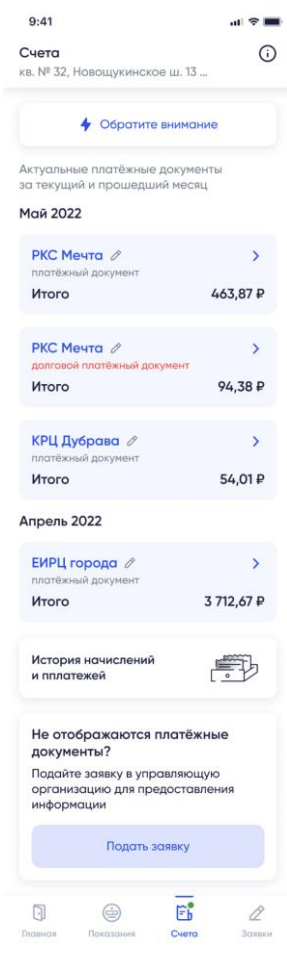 9:41
Счета
кв. № 32, Новощукинское ш. 13 ...
Обратите внимание
Актуальные платёжные документы
за текущий и прошедший месяц
Май 2022
РКС Мечта
платёжный документ
Итого 463,87 ₽
РКС Мечта
долговой платёжный документ
Итого 94,38 ₽
КРЦ Дубрава
платёжный документ
Итого 54,01 ₽
Апрель 2022
ЕИРЦ города
платёжный документ
Итого 3 712,67 ₽
История начислений
и пплатежей
Не отображаются платёжные
документы?
Подайте заявку в управляющую
организацию для предоставления
информации
Подать заявку
Главная Показания Счета Заявки